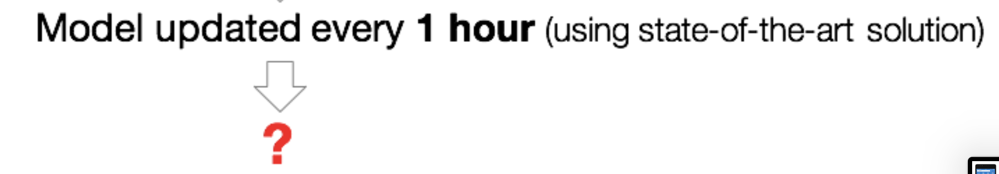 Model updated every 1 hour (using state-of-the-art solution)
?